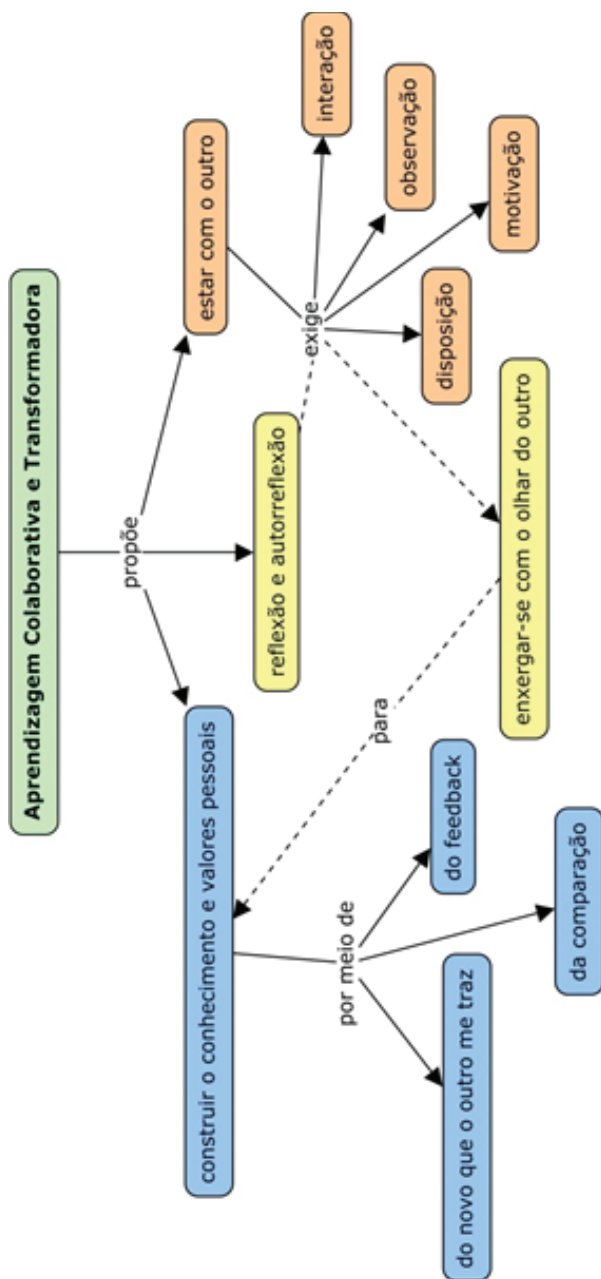 Aprendizagem Colaborativa e Transformadora
propõe
construir o conhecimento e valores pessoais
reflexão e autorreflexão
estar com o outro
por meio de
para
exige
do novo que o outro me traz
da comparação
do feedback
enxergar-se com o olhar do outro
disposição
motivação
observação
interação